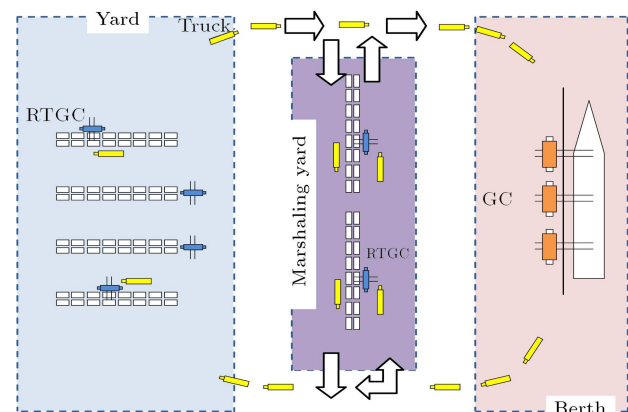 Yard
Truck
RTGC
Marshaling yard
RTGC
GC
Berth